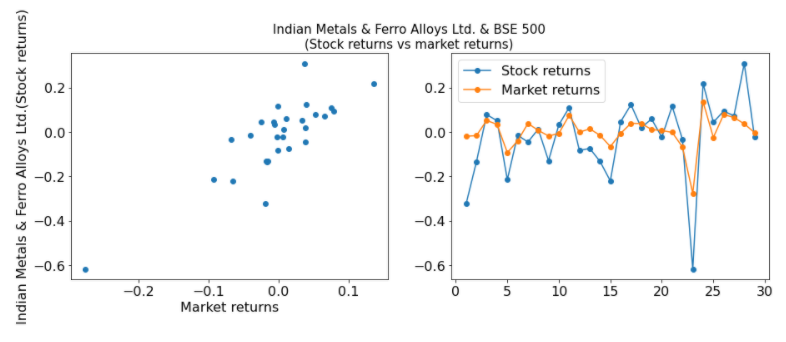 Indian Metals & Ferro Alloys Ltd. & BSE 500
(Stock returns vs market returns)
Indian Metals & Ferro Alloys Ltd.(Stock returns)
0.2
0.0
−0.2
−0.4
−0.6
−0.2 −0.1 0.0 0.1
Market returns
Stock returns
Market returns
0.2
0.0
−0.2
−0.4
−0.6
0 5 10 15 20 25 30